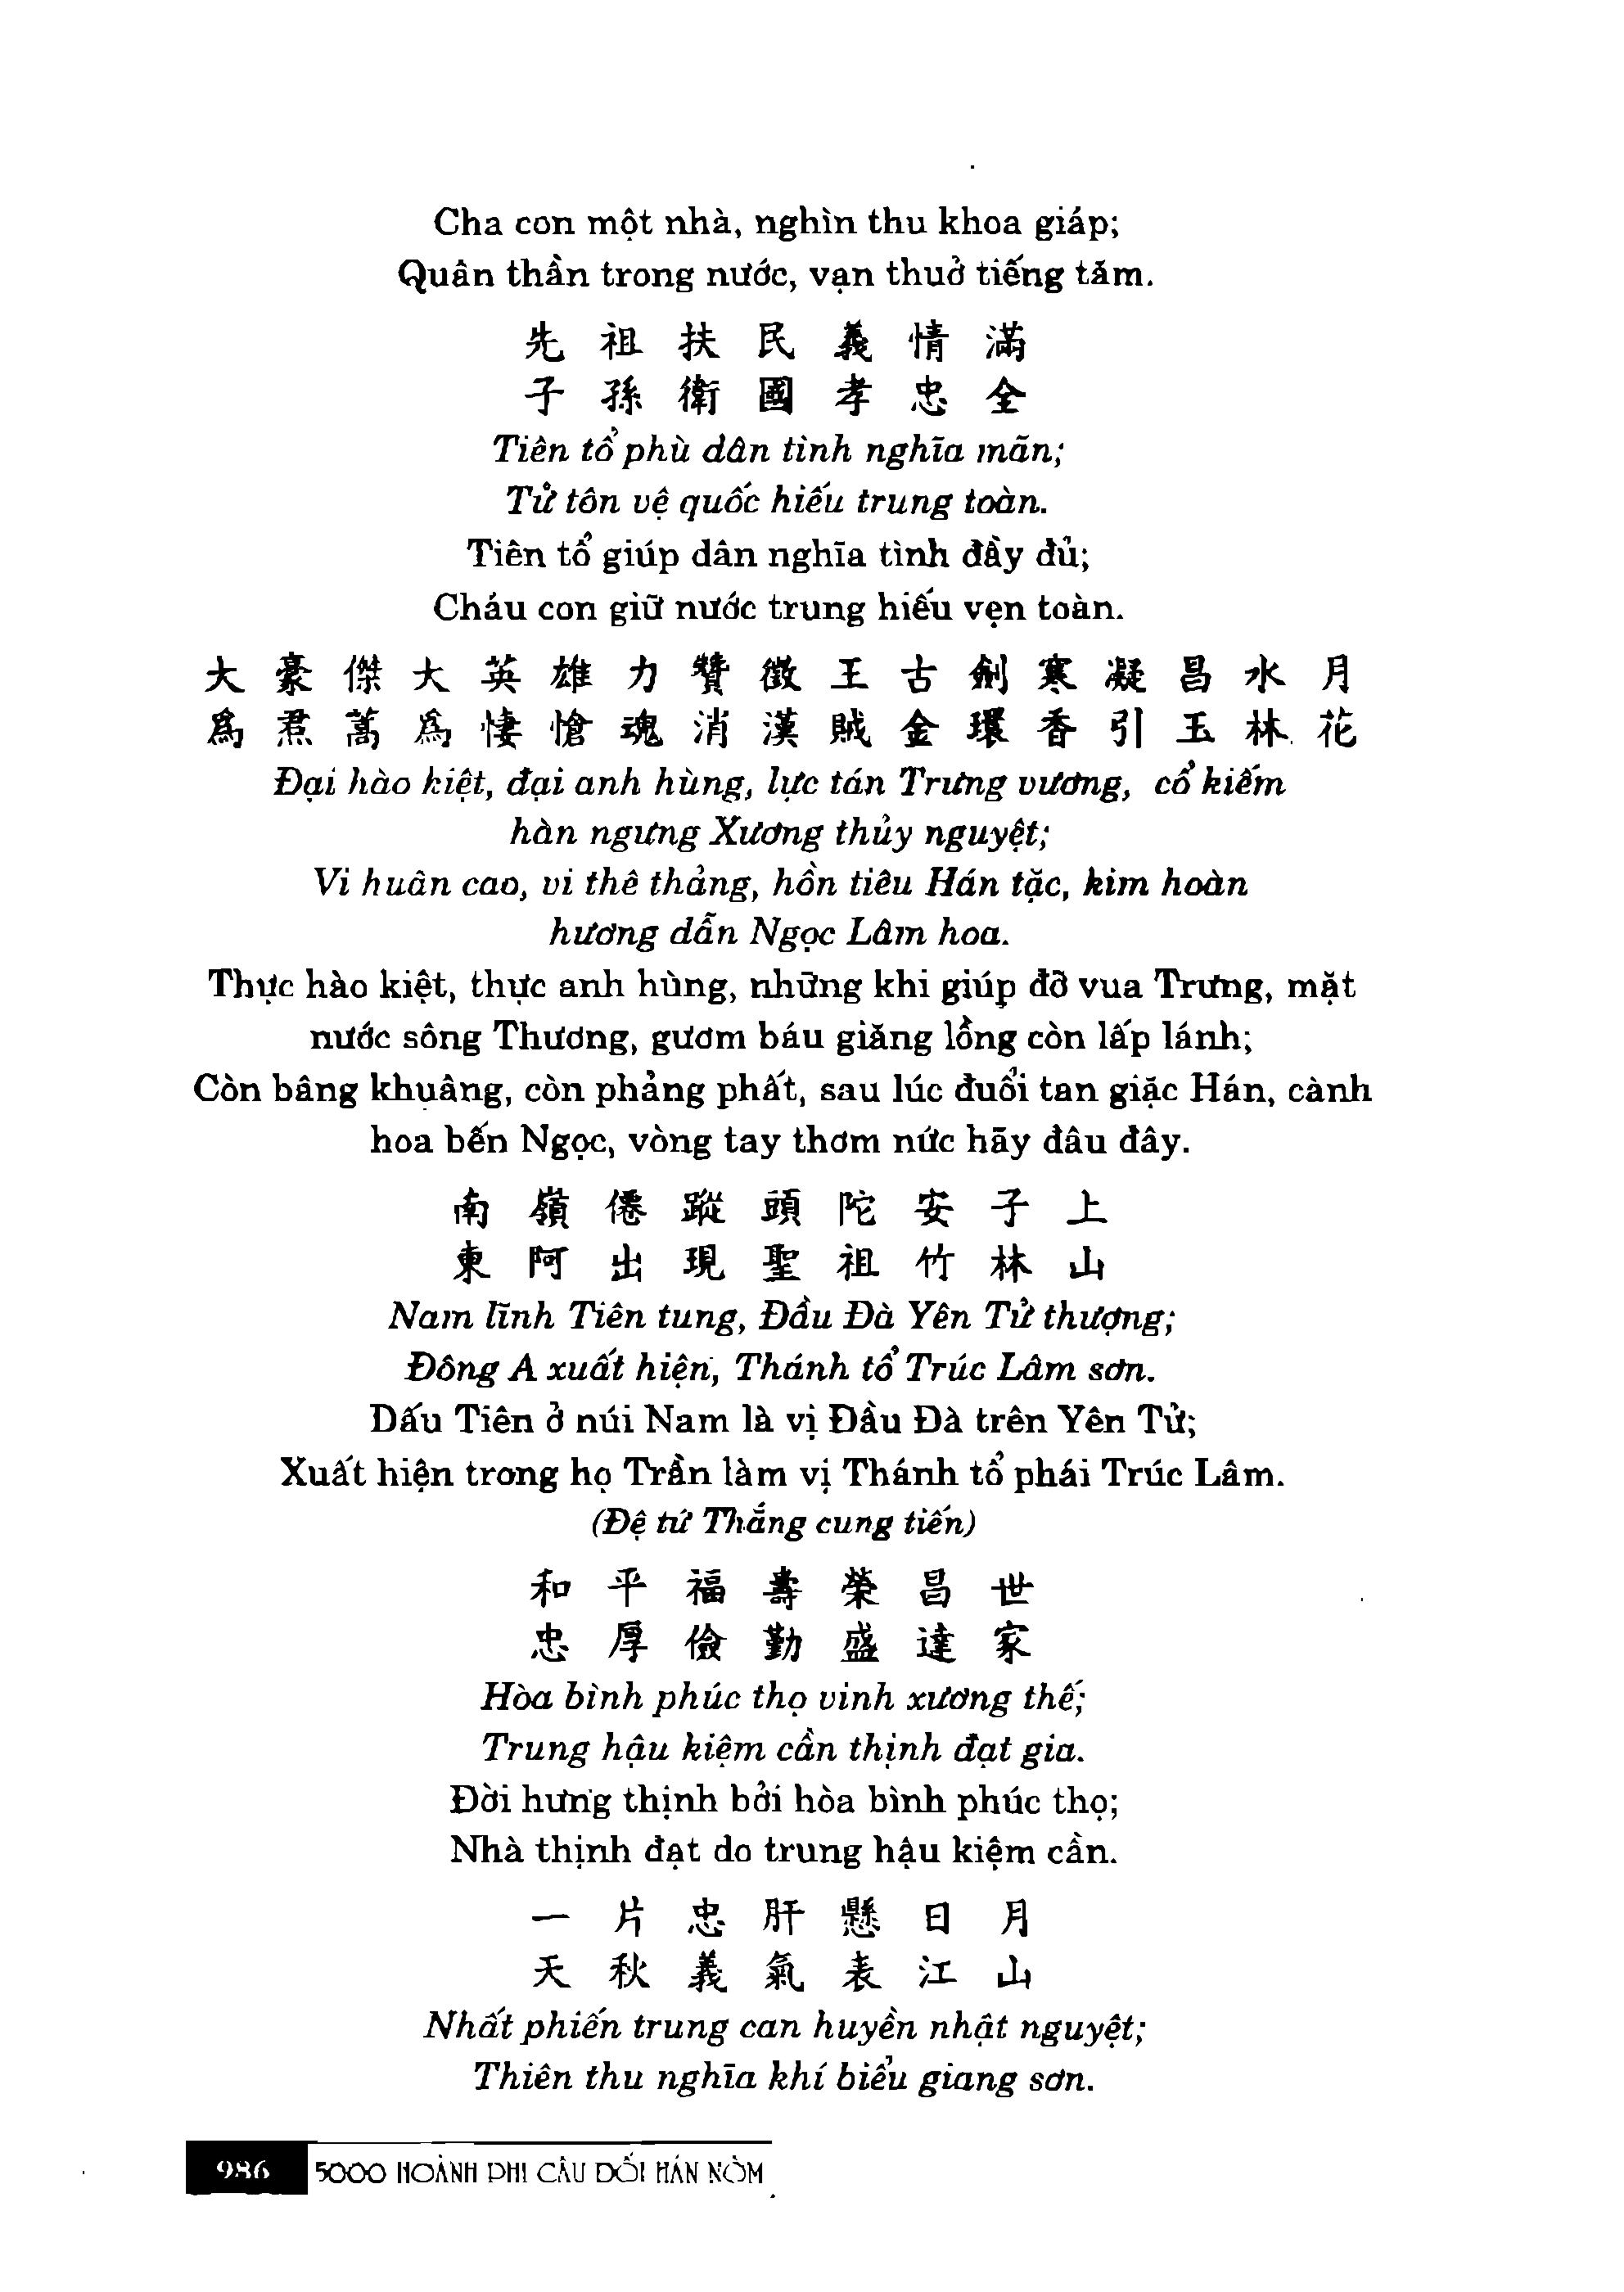 Cha con một nhà, nghìn thu khoa giáp;
Quân thần trong nước, vạn thuở tiếng tăm.
先 祖 扶 民 義 情 滿
子 孫 衛 國 孝 忠 全
Tiên tổ phù dân tình nghĩa mãn;
Tử tôn vệ quốc hiếu trung toàn.
Tiên tổ giúp dân nghĩa tình đầy đủ;
Cháu con giữ nước trung hiếu vẹn toàn.
大 豪 傑 大 英 雄 力 贊 徵 王 古 劍 寒 凝 昌 水 月
為 焄 蒿 為 悽 愴 魂 消 漢 賊 金 環 香 引 玉 林 花
Đại hào kiệt, đại anh hùng, lực tán Trưng vương, cổ kiếm
hàn ngưng Xương thủy nguyệt;
Vi huân cao, vi thê thảng, hồn tiêu Hán tặc, kim hoàn
hương dẫn Ngọc Lâm hoa.
Thực hào kiệt, thực anh hùng, những khi giúp đỡ vua Trưng, mặt
nước sông Thương, gươm báu giăng lồng còn lấp lánh;
Còn bâng khuâng, còn phảng phất, sau lúc đuổi tan giặc Hán, cành
hoa bến Ngọc, vòng tay thơm nức hãy đâu đây.
南 嶺 僊 蹤 頭 陀 安 子 上
東 阿 出 現 聖 祖 竹 林 山
Nam lĩnh Tiên tung, Đầu Đà Yên Tử thượng;
Đông A xuất hiện, Thánh tổ Trúc Lâm sơn.
Dấu Tiên ở núi Nam là vị Đầu Đà trên Yên Tử;
Xuất hiện trong họ Trần làm vị Thánh tổ phái Trúc Lâm.
(Đệ tứ Thắng cung tiến)
和 平 福 壽 榮 昌 世
忠 厚 儉 勤 盛 達 家
Hòa bình phúc thọ vinh xương thế;
Trung hậu kiệm cần thịnh đạt gia.
Đời hưng thịnh bởi hòa bình phúc thọ;
Nhà thịnh đạt do trung hậu kiệm cần.
一 片 忠 肝 懸 日 月
天 秋 義 氣 表 江 山
Nhất phiến trung can huyền nhật nguyệt;
Thiên thu nghĩa khí biểu giang sơn.
986 5000 HOÀNH PHI CÂU ĐỐI HÁN NÔM